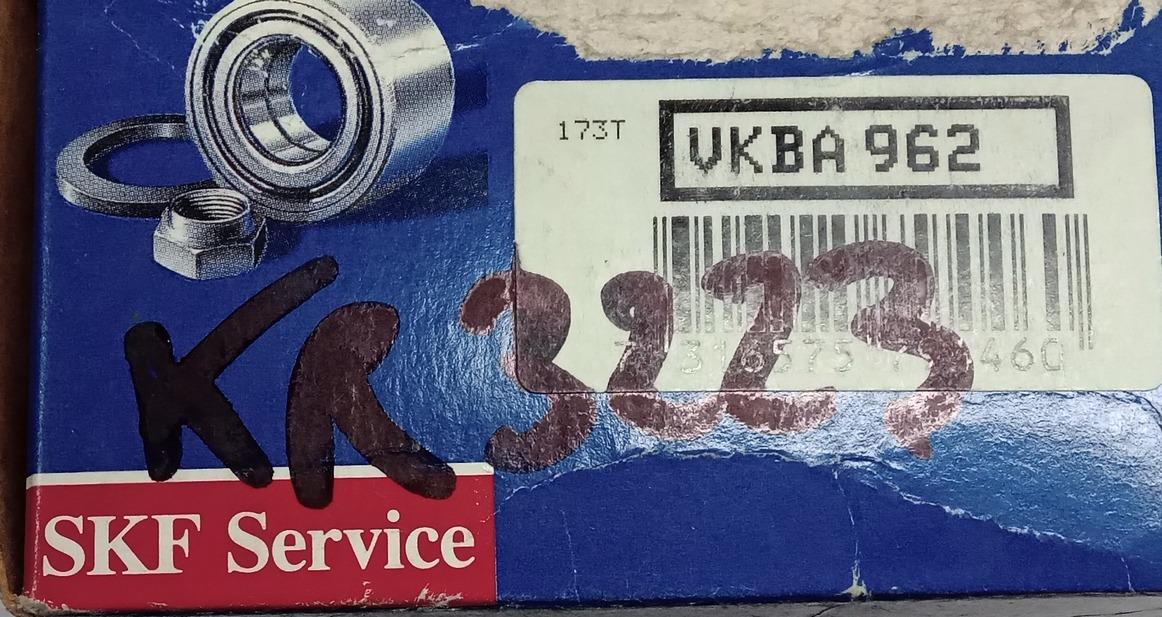 173T
VKBA 962
KR 3223
SKF Service